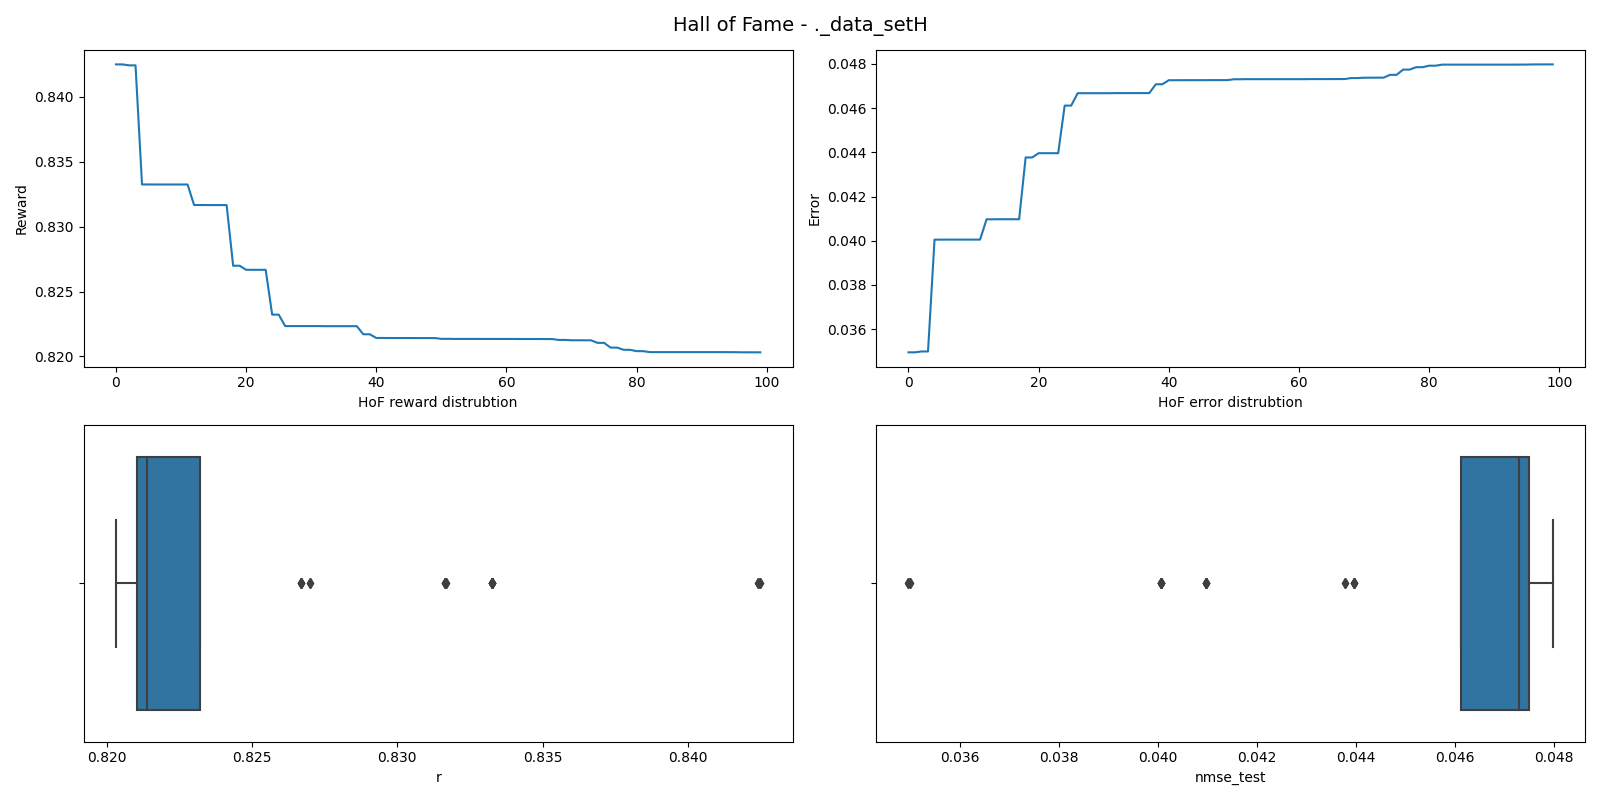 Hall of Fame - ._data_setH
0.840
0.835
0.830
0.825
0.820
Reward
0 20 40 60 80 100
HoF reward distrubtion
0.048
0.046
0.044
0.042
0.040
0.038
0.036
Error
0 20 40 60 80 100
HoF error distrubtion
0.820 0.825 0.830 0.835 0.840
r
0.036 0.038 0.040 0.042 0.044 0.046 0.048
nmse_test